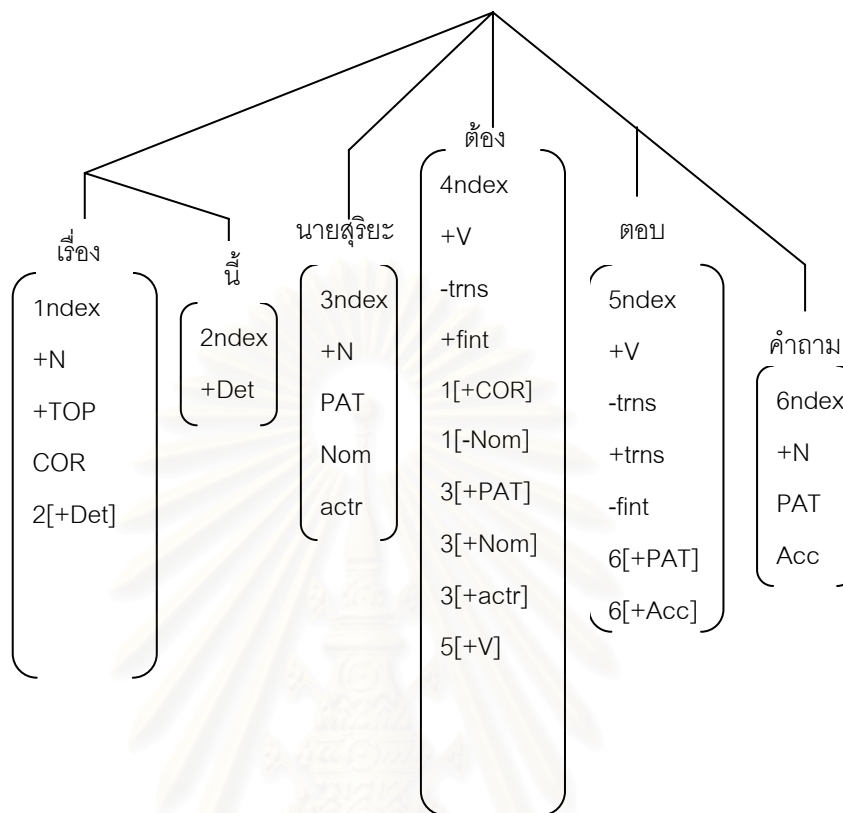 เรื่อง
1ndex
+N
+TOP
COR
2[+Det]
นี้
2ndex
+Det
นายสุริยะ
3ndex
+N
PAT
Nom
actr
ต้อง
4ndex
+V
-trns
+fint
1[+COR]
1[-Nom]
3[+PAT]
3[+Nom]
3[+actr]
5[+V]
ตอบ
5ndex
+V
-trns
+trns
-fint
6[+PAT]
6[+Acc]
คำถาม
6ndex
+N
PAT
Acc